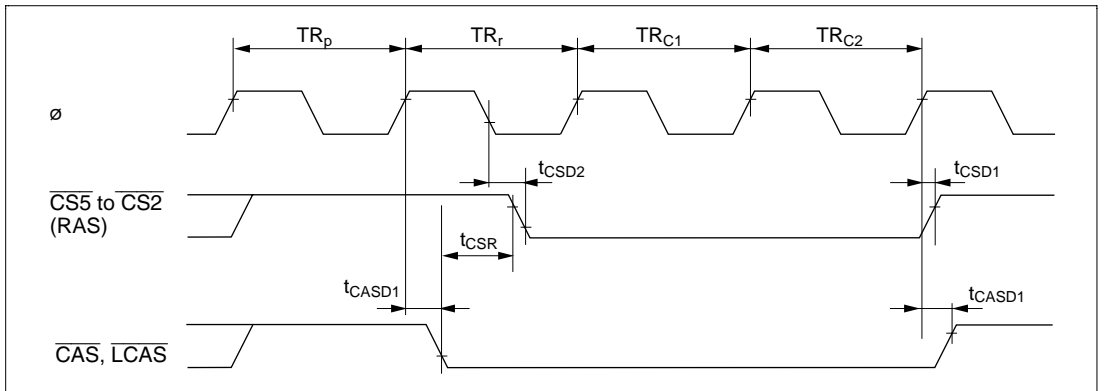 TRp TRr TRC1 TRC2
ø
tCSD2 tCSD1
CS5 to CS2
(RAS)
tCSR
tCASD1 tCASD1
CAS, LCAS